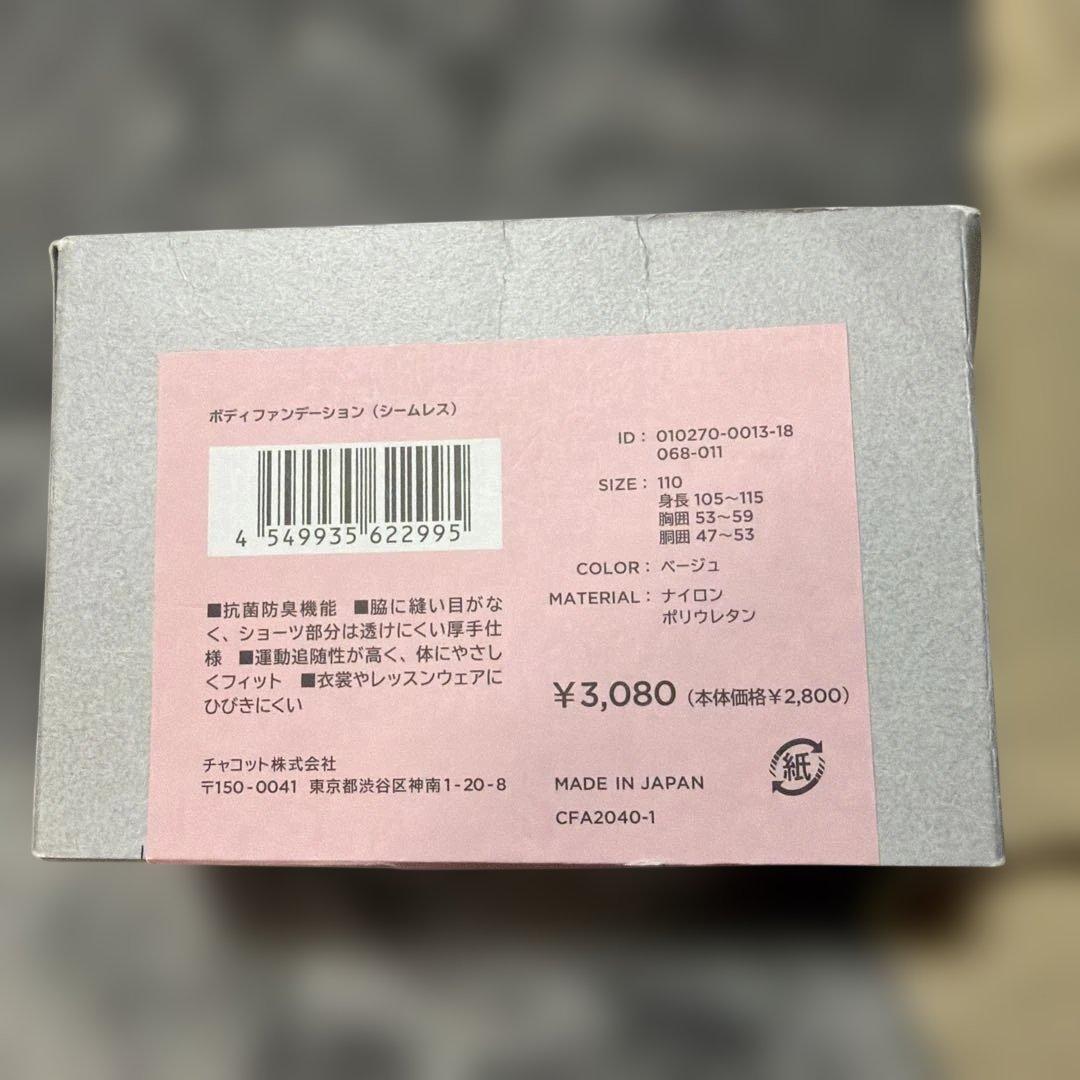 ボディファンデーション（シームレス）
4 549935 622995
ID： 010270-0013-18
068-011
SIZE： 110
身長 105～115
胸囲 53～59
胴囲 47～53
COLOR： ベージュ
MATERIAL： ナイロン
ポリウレタン
■抗菌防臭機能 ■脇に縫い目がな
く、ショーツ部分は透けにくい厚手仕
様 ■運動追随性が高く、体にやさし
くフィット ■衣裳やレッスンウェアに
ひびきにくい
￥3,080（本体価格￥2,800）
チャコット株式会社
〒150-0041 東京都渋谷区神南1-20-8
MADE IN JAPAN
CFA2040-1
紙